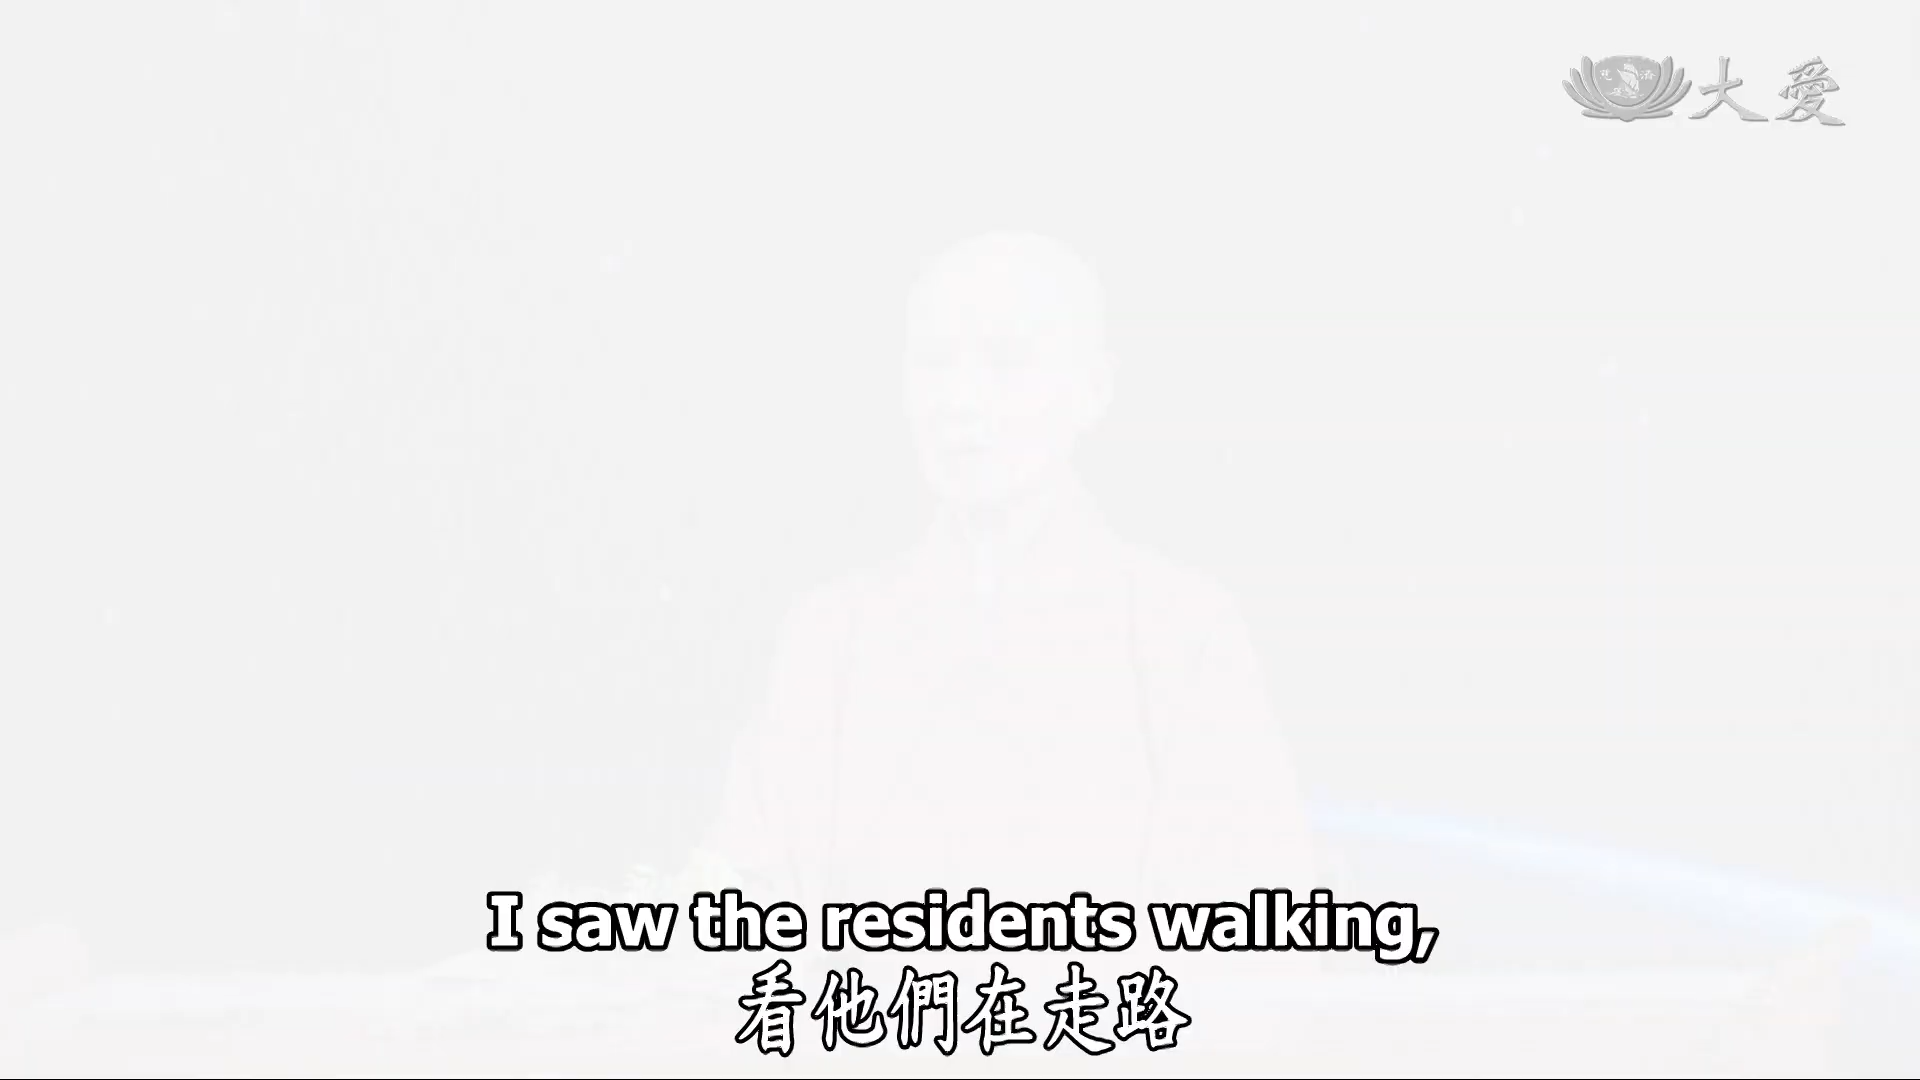 大愛
I saw the residents walking,
看他們在走路